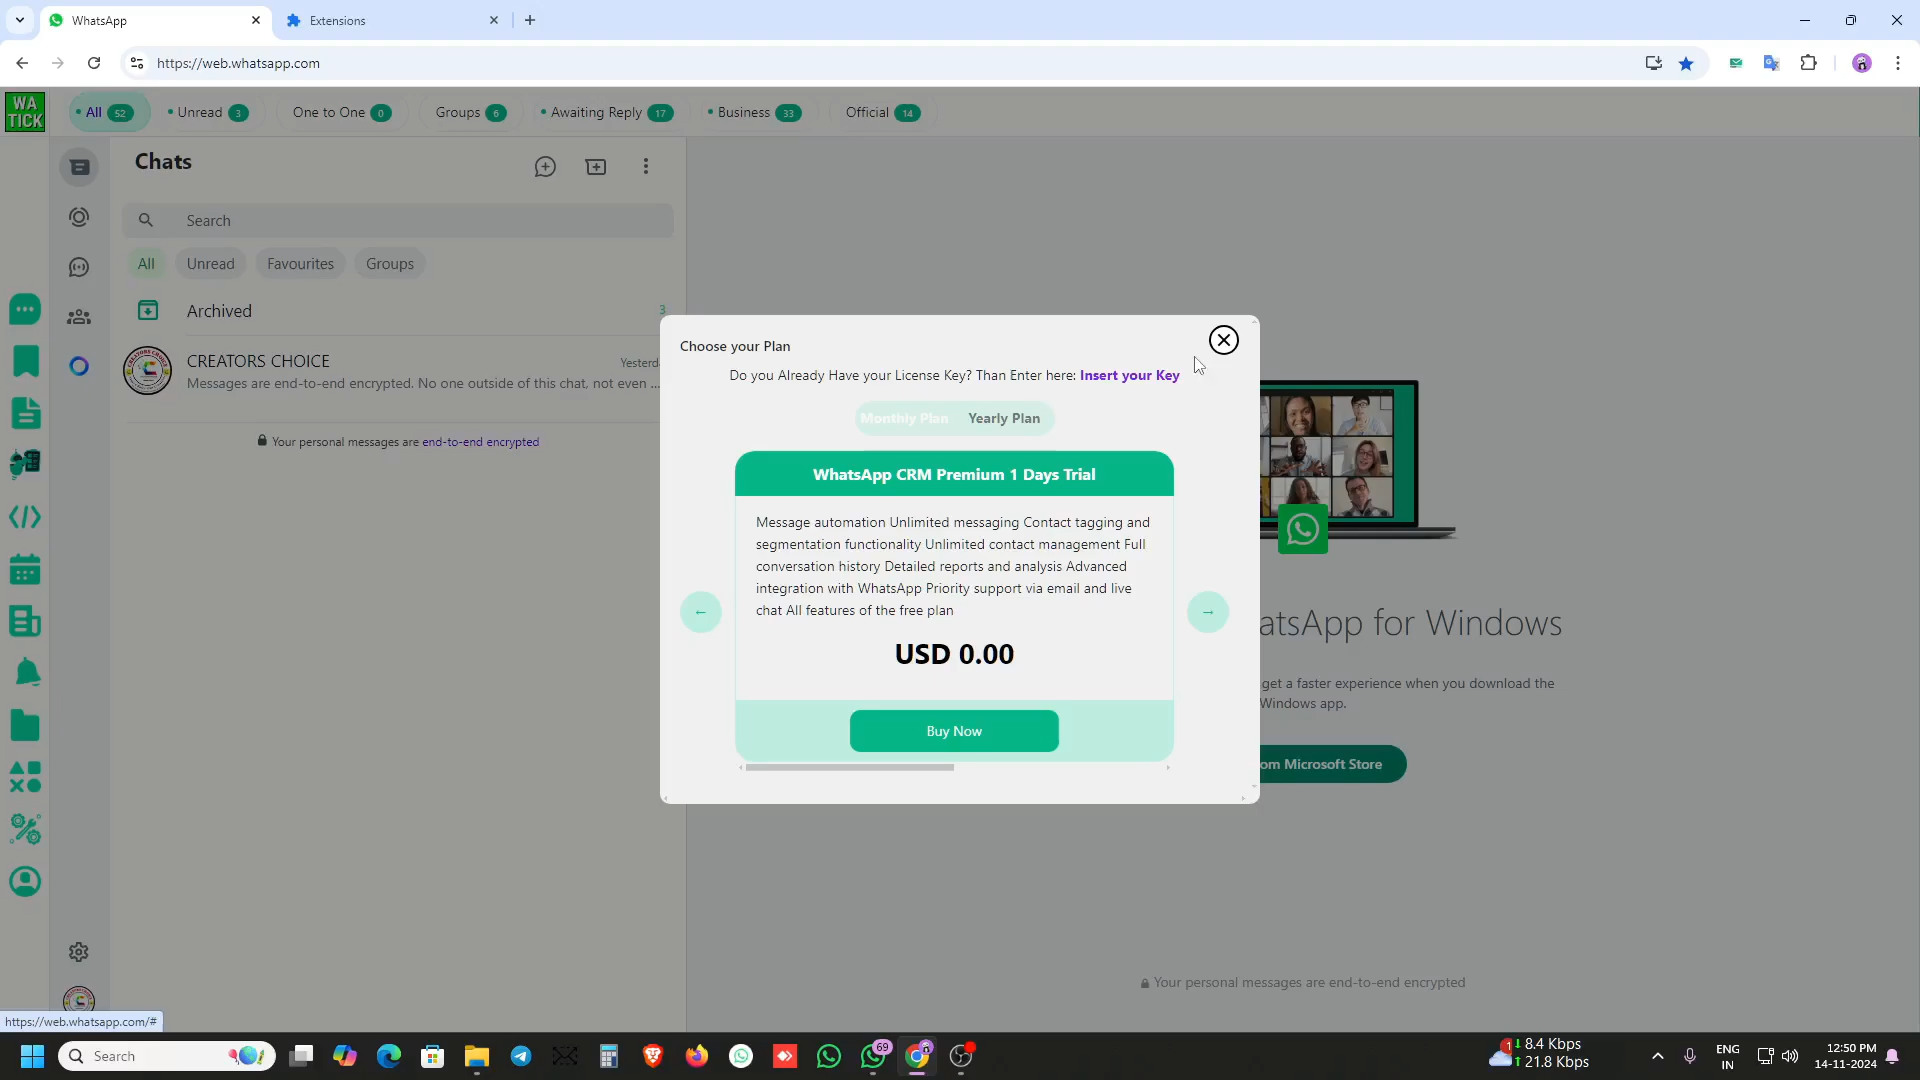 WhatsApp
Extensions
https://web.whatsapp.com
WA
TICK
All 52
Unread 3
One to One 0
Groups 6
Awaiting Reply 17
Business 33
Official 14
Chats
Search
All
Unread
Favourites
Groups
Archived
3
CREATORS CHOICE
Yesterd
Messages are end-to-end encrypted. No one outside of this chat, not even ...
Your personal messages are end-to-end encrypted
Choose your Plan
Do you Already Have your License Key? Than Enter here: Insert your Key
Monthly Plan
Yearly Plan
WhatsApp CRM Premium 1 Days Trial
Message automation Unlimited messaging Contact tagging and
segmentation functionality Unlimited contact management Full
conversation history Detailed reports and analysis Advanced
integration with WhatsApp Priority support via email and live
chat All features of the free plan
←
→
USD 0.00
Buy Now
atsApp for Windows
get a faster experience when you download the
Windows app.
om Microsoft Store
Your personal messages are end-to-end encrypted
https://web.whatsapp.com/#
Search
69
1
8.4 Kbps
21.8 Kbps
ENG
IN
12:50 PM
14-11-2024